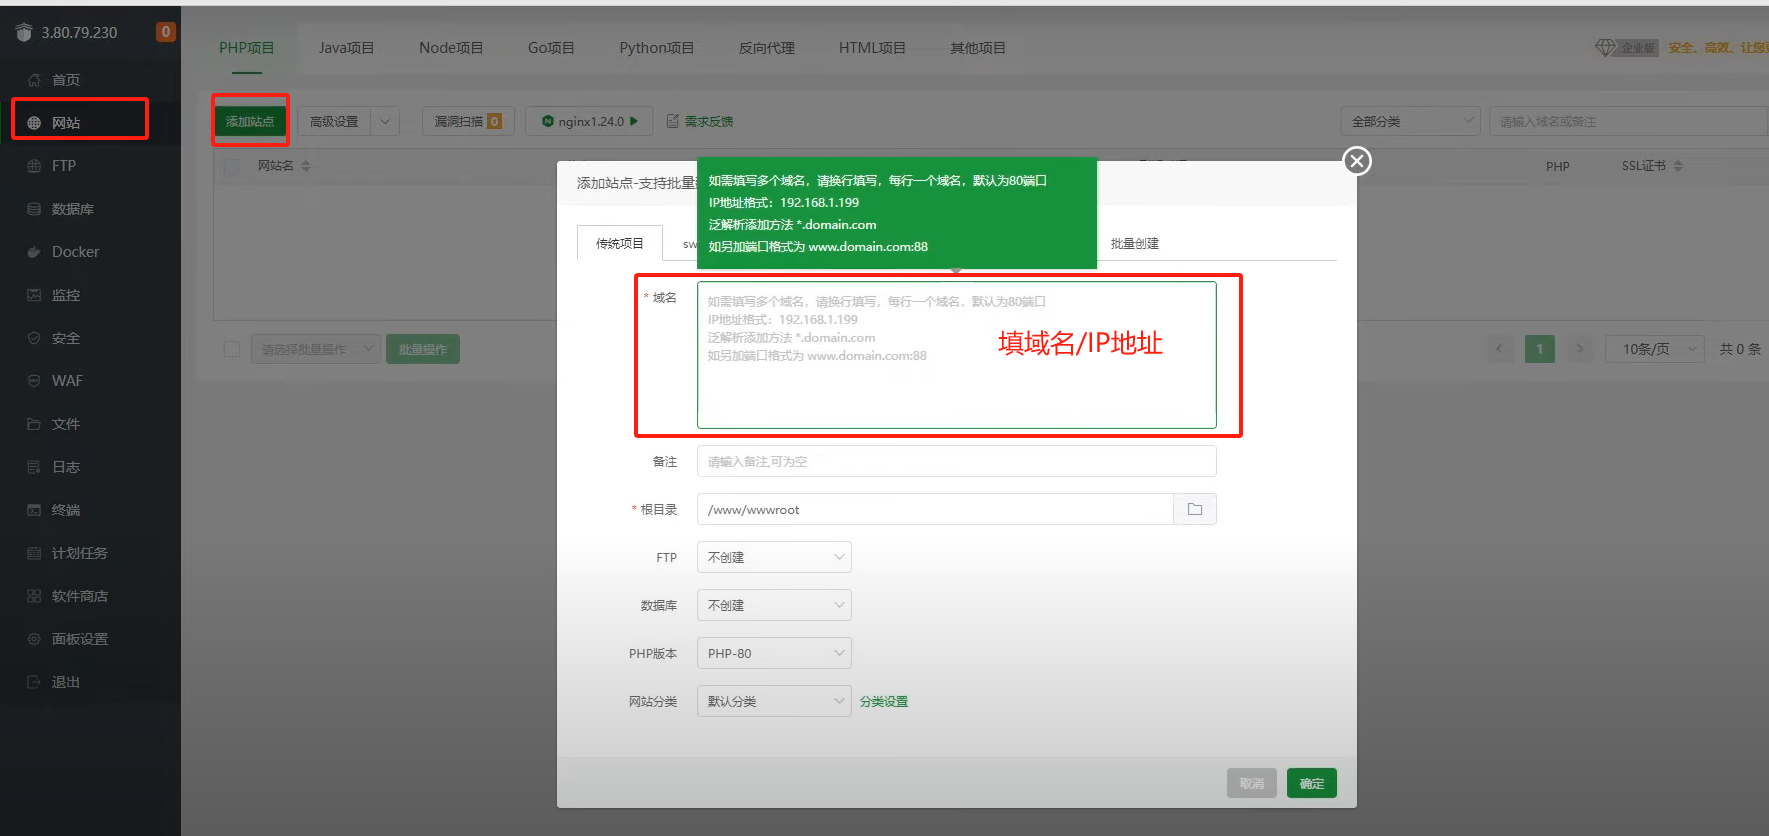 3.80.79.230
0
首页
网站
FTP
数据库
Docker
监控
安全
WAF
文件
日志
终端
计划任务
软件商店
面板设置
退出
PHP项目 Java项目 Node项目 Go项目 Python项目 反向代理 HTML项目 其他项目
企业版 安全、高效、让您
添加站点 高级设置 漏洞扫描 0 nginx1.24.0 需求反馈
全部分类 请输入域名或备注
网站名 PHP SSL证书
请选择批量操作 批量操作
1 10条/页 共 0 条
添加站点-支持批量
如需填写多个域名，请换行填写，每行一个域名，默认为80端口
IP地址格式：192.168.1.199
泛解析添加方法 *.domain.com
如另加端口格式为 www.domain.com:88
传统项目 sw 批量创建
* 域名
如需填写多个域名，请换行填写，每行一个域名，默认为80端口
IP地址格式：192.168.1.199
泛解析添加方法 *.domain.com
如另加端口格式为 www.domain.com:88
填域名/IP地址
备注 请输入备注,可为空
* 根目录 /www/wwwroot
FTP 不创建
数据库 不创建
PHP版本 PHP-80
网站分类 默认分类 分类设置
取消 确定